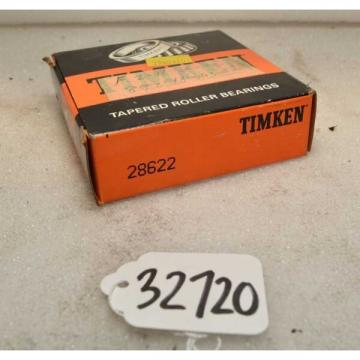 TIMKEN
TAPERED ROLLER BEARINGS
TIMKEN
28622
32720